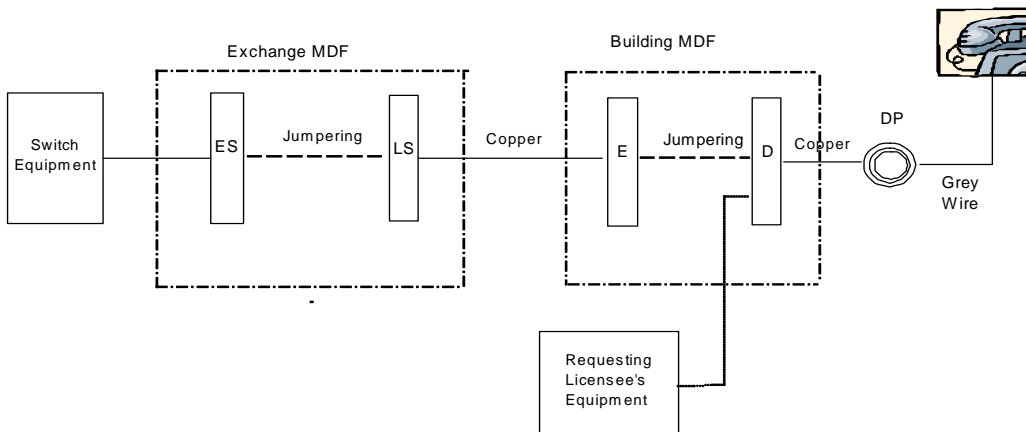 Exchange MDF
Building MDF
Switch
Equipment
ES
Jumpering
LS
Copper
E
Jumpering
D
Copper
DP
Grey
Wire
Requesting
Licensee's
Equipment